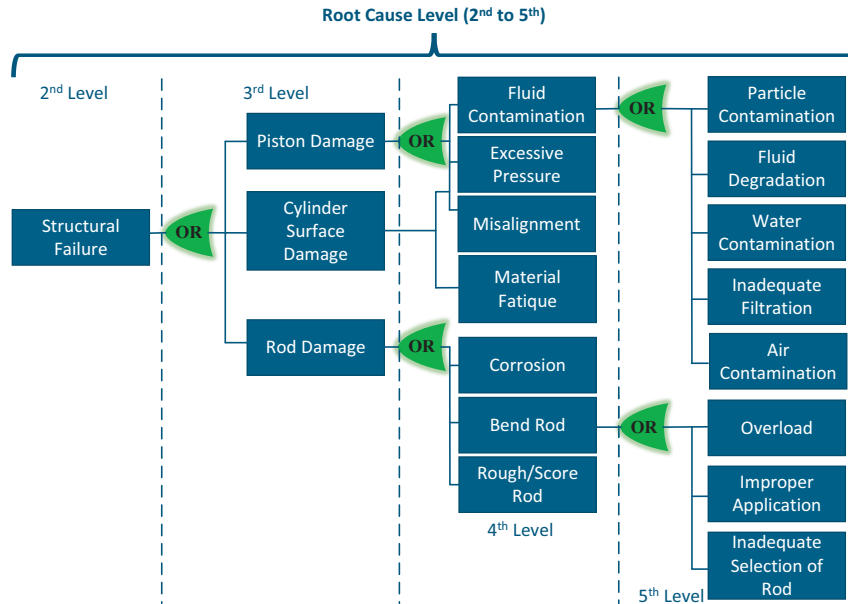 Root Cause Level (2nd to 5th)
2nd Level
3rd Level
Structural
Failure
OR
Piston Damage
Cylinder
Surface
Damage
Rod Damage
OR
OR
Fluid
Contamination
Excessive
Pressure
Misalignment
Material
Fatique
Corrosion
Bend Rod
Rough/Score
Rod
4th Level
OR
OR
Particle
Contamination
Fluid
Degradation
Water
Contamination
Inadequate
Filtration
Air
Contamination
Overload
Improper
Application
Inadequate
Selection of
Rod
5th Level